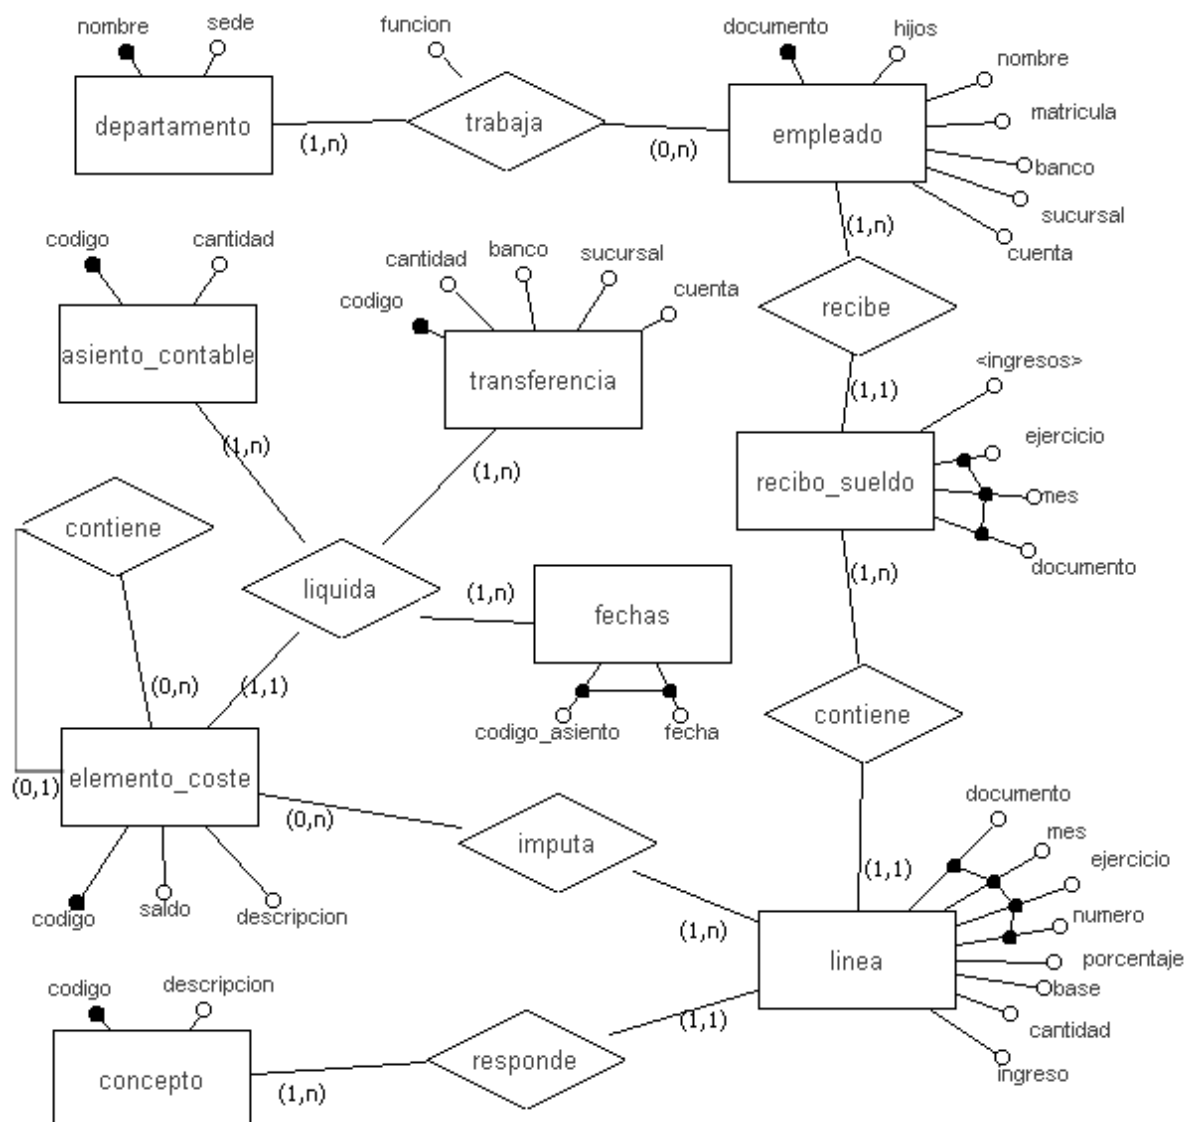 nombre
sede
funcion
documento
hijos
nombre
matricula
banco
sucursal
cuenta
departamento
(1,n)
trabaja
(0,n)
empleado
(1,n)
codigo
cantidad
asiento_contable
cantidad
banco
sucursal
codigo
cuenta
transferencia
recibe
<ingresos>
(1,1)
ejercicio
mes
documento
recibo_sueldo
(1,n)
(1,n)
(1,n)
contiene
liquida
(1,n)
fechas
codigo_asiento
fecha
(0,n)
(1,1)
contiene
(0,1)
elemento_coste
(0,n)
imputa
codigo
saldo
descripcion
(1,1)
documento
mes
ejercicio
numero
porcentaje
base
cantidad
ingreso
(1,n)
linea
(1,1)
codigo
descripcion
concepto
(1,n)
responde